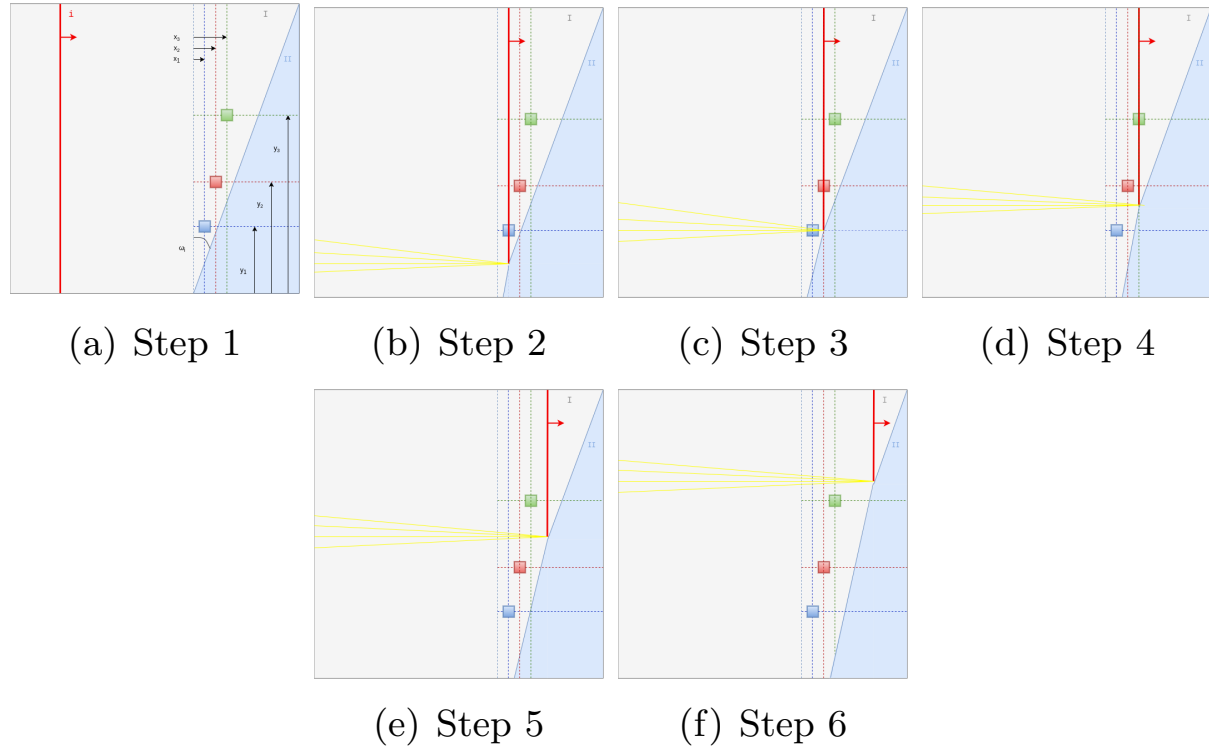 i
I
x₃
x₂
x₁
II
y₃
y₂
ωᵢ
y₁
I
II
I
II
I
II
(a) Step 1
(b) Step 2
(c) Step 3
(d) Step 4
I
II
I
II
(e) Step 5
(f) Step 6